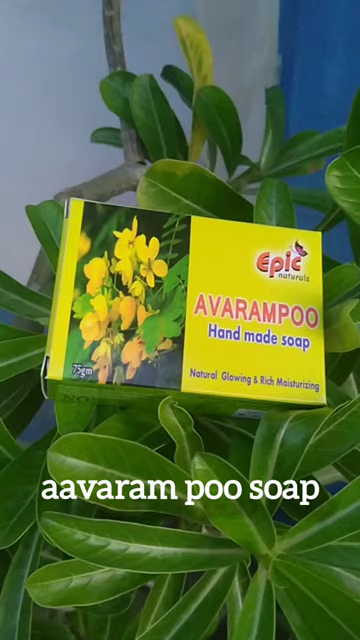 Epic
naturals
AVARAMPOO
Hand made soap
Natural Glowing & Rich Moisturizing
75gm
aavaram poo soap